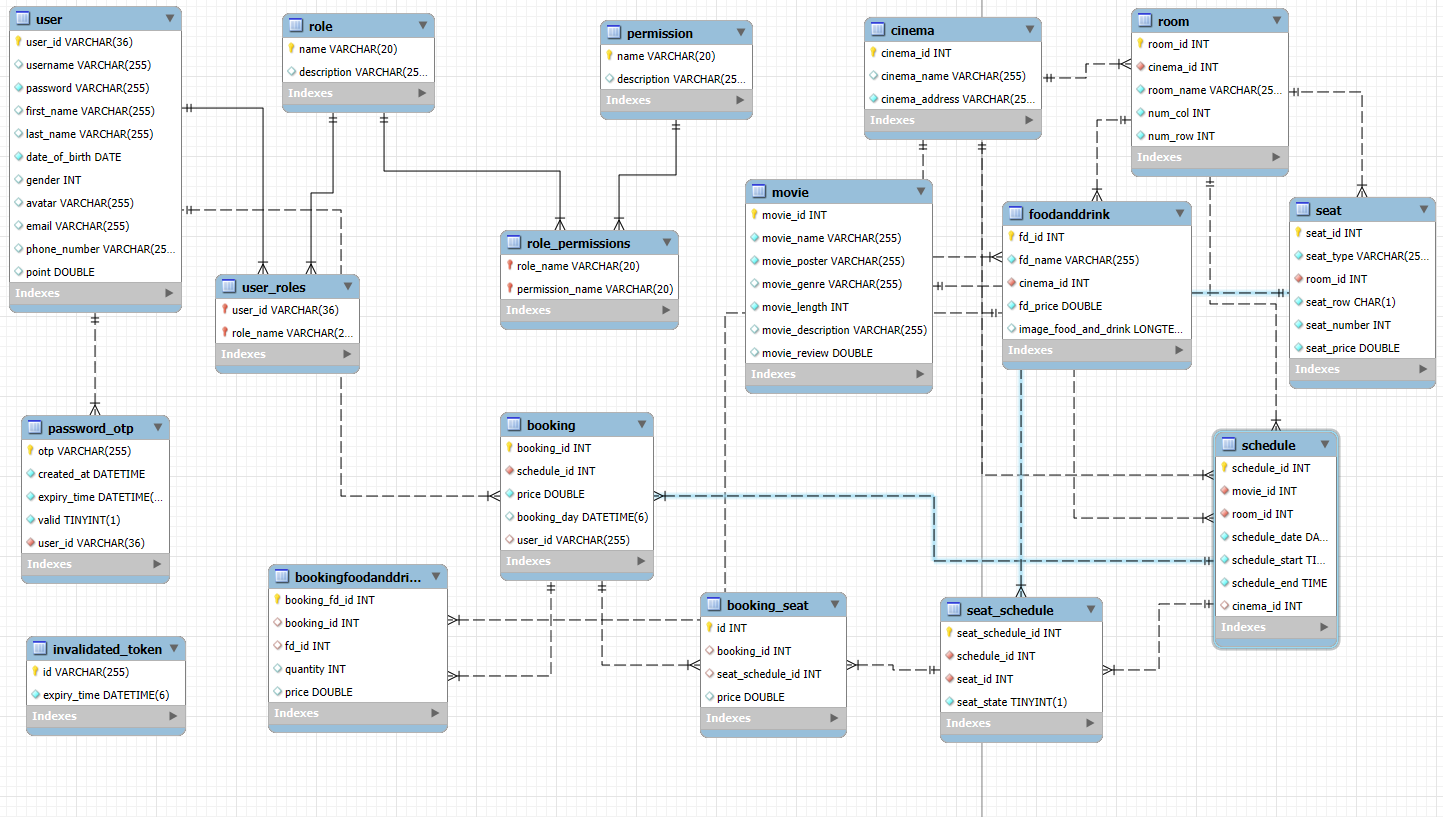 user
user_id VARCHAR(36)
username VARCHAR(255)
password VARCHAR(255)
first_name VARCHAR(255)
last_name VARCHAR(255)
date_of_birth DATE
gender INT
avatar VARCHAR(255)
email VARCHAR(255)
phone_number VARCHAR(25...
point DOUBLE
Indexes
role
name VARCHAR(20)
description VARCHAR(25...
Indexes
permission
name VARCHAR(20)
description VARCHAR(25...
Indexes
cinema
cinema_id INT
cinema_name VARCHAR(255)
cinema_address VARCHAR(25...
Indexes
room
room_id INT
cinema_id INT
room_name VARCHAR(25...
num_col INT
num_row INT
Indexes
movie
movie_id INT
movie_name VARCHAR(255)
movie_poster VARCHAR(255)
movie_genre VARCHAR(255)
movie_length INT
movie_description VARCHAR(255)
movie_review DOUBLE
Indexes
foodanddrink
fd_id INT
fd_name VARCHAR(255)
cinema_id INT
fd_price DOUBLE
image_food_and_drink LONGTE...
Indexes
seat
seat_id INT
seat_type VARCHAR(25...
room_id INT
seat_row CHAR(1)
seat_number INT
seat_price DOUBLE
Indexes
role_permissions
role_name VARCHAR(20)
permission_name VARCHAR(20)
Indexes
user_roles
user_id VARCHAR(36)
role_name VARCHAR(2...
Indexes
password_otp
otp VARCHAR(255)
created_at DATETIME
expiry_time DATETIME(...
valid TINYINT(1)
user_id VARCHAR(36)
Indexes
booking
booking_id INT
schedule_id INT
price DOUBLE
booking_day DATETIME(6)
user_id VARCHAR(255)
Indexes
schedule
schedule_id INT
movie_id INT
room_id INT
schedule_date DA...
schedule_start TI...
schedule_end TIME
cinema_id INT
Indexes
bookingfoodanddri...
booking_fd_id INT
booking_id INT
fd_id INT
quantity INT
price DOUBLE
Indexes
booking_seat
id INT
booking_id INT
seat_schedule_id INT
price DOUBLE
Indexes
seat_schedule
seat_schedule_id INT
schedule_id INT
seat_id INT
seat_state TINYINT(1)
Indexes
invalidated_token
id VARCHAR(255)
expiry_time DATETIME(6)
Indexes